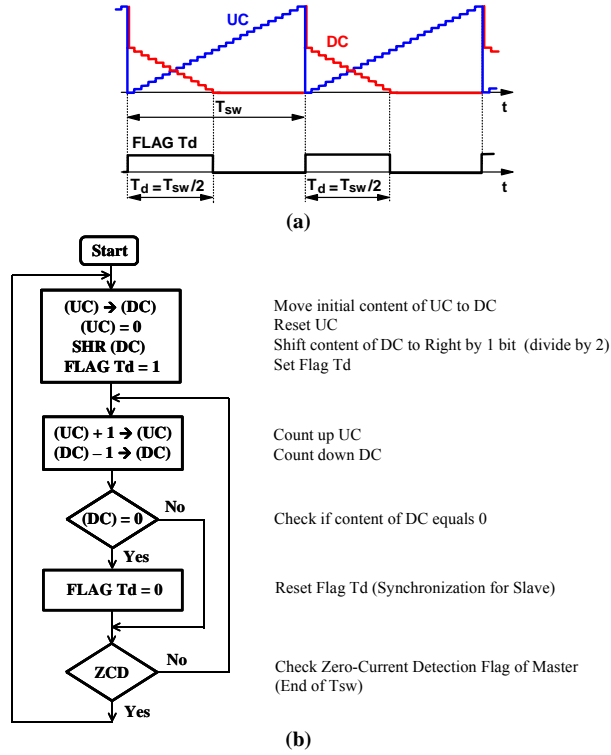 UC
DC
t
Tsw
FLAG Td
t
Td = Tsw/2
Td = Tsw/2
(a)
Start
(UC) → (DC)
(UC) = 0
SHR (DC)
FLAG Td = 1
Move initial content of UC to DC
Reset UC
Shift content of DC to Right by 1 bit (divide by 2)
Set Flag Td
(UC) + 1 → (UC)
(DC) – 1 → (DC)
Count up UC
Count down DC
(DC) = 0
No
Check if content of DC equals 0
Yes
FLAG Td = 0
Reset Flag Td (Synchronization for Slave)
ZCD
No
Check Zero-Current Detection Flag of Master
(End of Tsw)
Yes
(b)